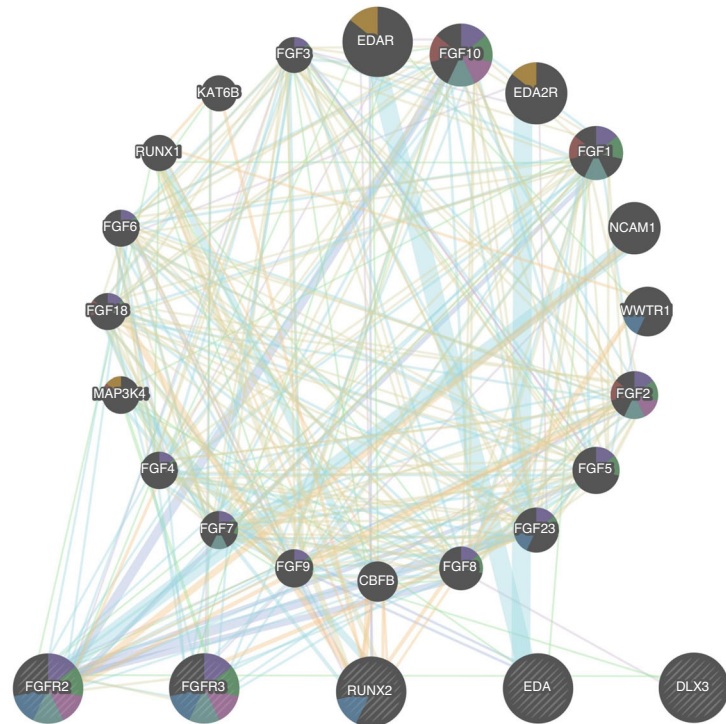 EDAR
FGF3
FGF10
EDA2R
KAT6B
RUNX1
FGF1
FGF6
NCAM1
FGF18
WWTR1
MAP3K4
FGF2
FGF4
FGF5
FGF7
FGF23
FGF9
CBFB
FGF8
FGFR2
FGFR3
RUNX2
EDA
DLX3